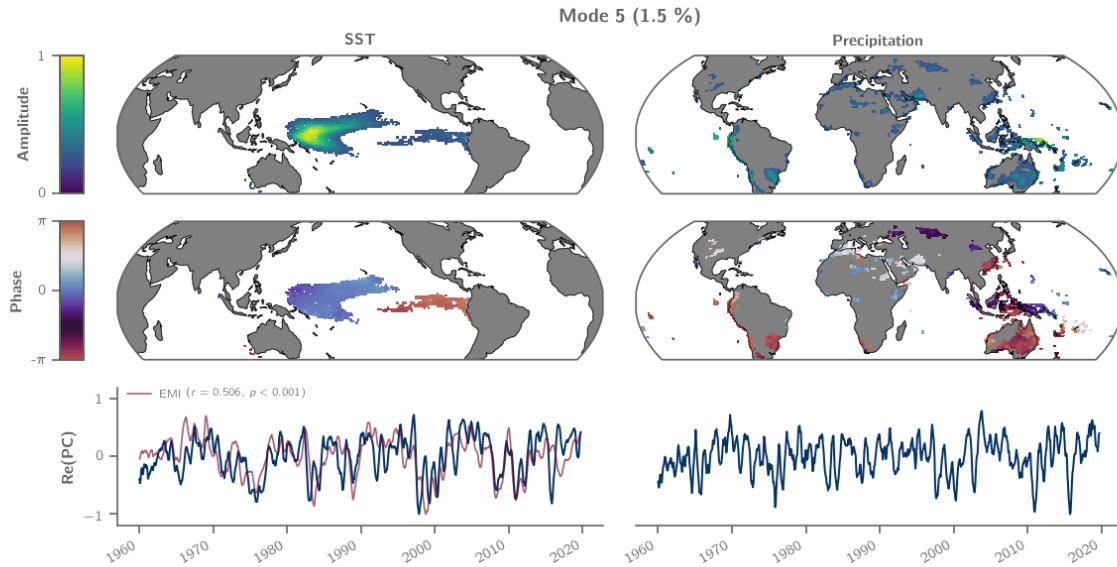 Mode 5 (1.5 %)
SST
Precipitation
1
Amplitude
0
π
Phase
0
-π
EMI (r = 0.506, p < 0.001)
1
Re(PC)
0
−1
1960
1970
1980
1990
2000
2010
2020
1960
1970
1980
1990
2000
2010
2020